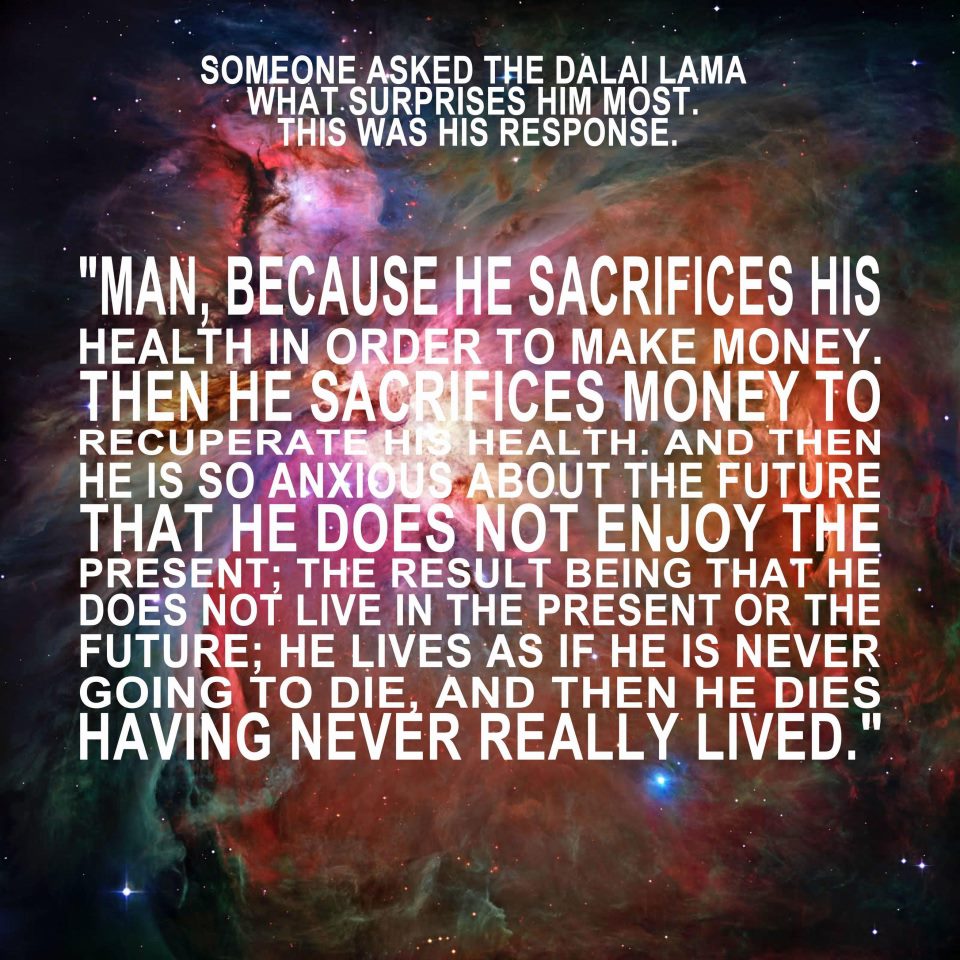 SOMEONE ASKED THE DALAI LAMA
WHAT SURPRISES HIM MOST.
THIS WAS HIS RESPONSE.
"MAN, BECAUSE HE SACRIFICES HIS
HEALTH IN ORDER TO MAKE MONEY.
THEN HE SACRIFICES MONEY TO
RECUPERATE HIS HEALTH. AND THEN
HE IS SO ANXIOUS ABOUT THE FUTURE
THAT HE DOES NOT ENJOY THE
PRESENT; THE RESULT BEING THAT HE
DOES NOT LIVE IN THE PRESENT OR THE
FUTURE; HE LIVES AS IF HE IS NEVER
GOING TO DIE, AND THEN HE DIES
HAVING NEVER REALLY LIVED."